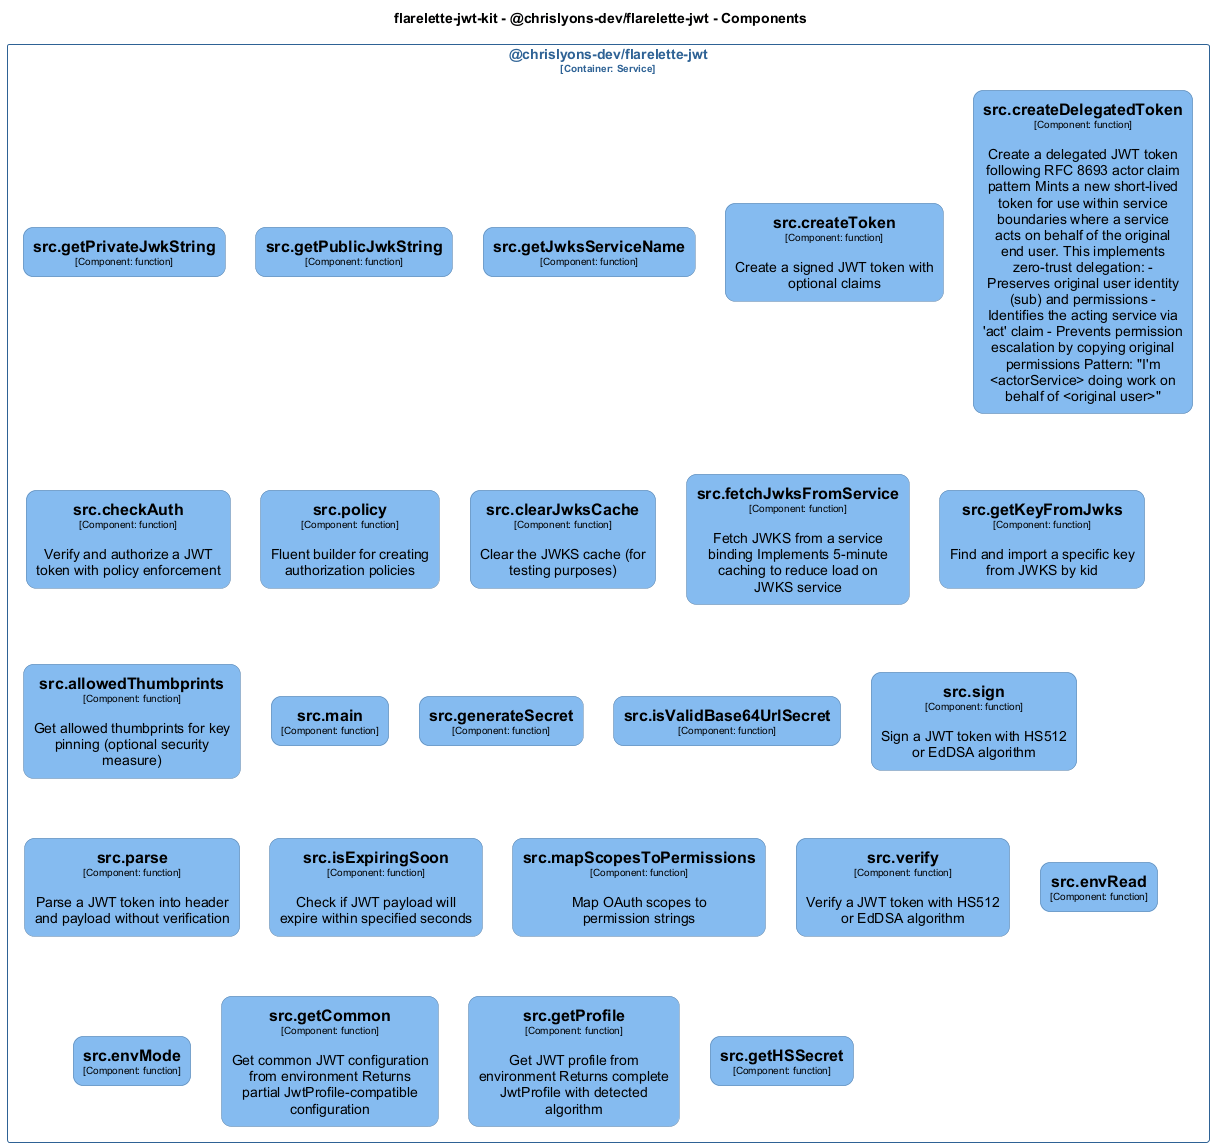 flarelette-jwt-kit - @chrislyons-dev/flarelette-jwt - Components
@chrislyons-dev/flarelette-jwt
[Container: Service]
src.getPrivateJwkString
[Component: function]
src.getPublicJwkString
[Component: function]
src.getJwksServiceName
[Component: function]
src.createToken
[Component: function]
Create a signed JWT token with
optional claims
src.createDelegatedToken
[Component: function]
Create a delegated JWT token
following RFC 8693 actor claim
pattern Mints a new short-lived
token for use within service
boundaries where a service
acts on behalf of the original
end user. This implements
zero-trust delegation: -
Preserves original user identity
(sub) and permissions -
Identifies the acting service via
'act' claim - Prevents permission
escalation by copying original
permissions Pattern: "I'm
<actorService> doing work on
behalf of <original user>"
src.checkAuth
[Component: function]
Verify and authorize a JWT
token with policy enforcement
src.policy
[Component: function]
Fluent builder for creating
authorization policies
src.clearJwksCache
[Component: function]
Clear the JWKS cache (for
testing purposes)
src.fetchJwksFromService
[Component: function]
Fetch JWKS from a service
binding Implements 5-minute
caching to reduce load on
JWKS service
src.getKeyFromJwks
[Component: function]
Find and import a specific key
from JWKS by kid
src.allowedThumbprints
[Component: function]
Get allowed thumbprints for key
pinning (optional security
measure)
src.main
[Component: function]
src.generateSecret
[Component: function]
src.isValidBase64UrlSecret
[Component: function]
src.sign
[Component: function]
Sign a JWT token with HS512
or EdDSA algorithm
src.parse
[Component: function]
Parse a JWT token into header
and payload without verification
src.isExpiringSoon
[Component: function]
Check if JWT payload will
expire within specified seconds
src.mapScopesToPermissions
[Component: function]
Map OAuth scopes to
permission strings
src.verify
[Component: function]
Verify a JWT token with HS512
or EdDSA algorithm
src.envRead
[Component: function]
src.envMode
[Component: function]
src.getCommon
[Component: function]
Get common JWT configuration
from environment Returns
partial JwtProfile-compatible
configuration
src.getProfile
[Component: function]
Get JWT profile from
environment Returns complete
JwtProfile with detected
algorithm
src.getHSSecret
[Component: function]